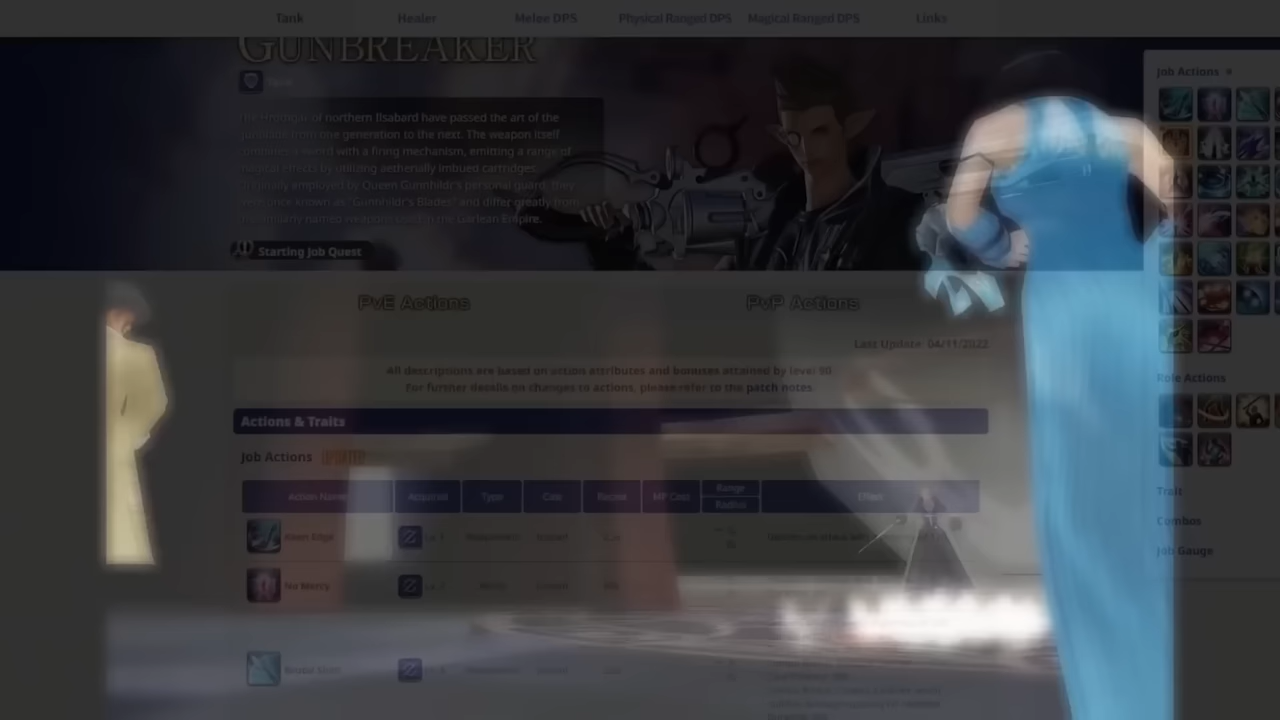 Tank Healer Melee DPS Physical Ranged DPS Magical Ranged DPS Links
GUNBREAKER
Tank
of northern Ilsabard have passed the art of the
from one generation to the next. The weapon itself
sword with a firing mechanism, emitting a range of
magical effects by utilizing aetherially imbued cartridges.
Originally employed by Queen Gunnhildr's personal guard, they
were once known as "Gunnhildr's Blades" and differ greatly from
the similarly named weapons used in the Garlean Empire.
Starting Job Quest
PvE Actions PvP Actions
Last Update: 04/11/2022
All descriptions are based on action attributes and bonuses attained by level 90.
For further details on changes to actions, please refer to the patch notes.
Actions & Traits
Job Actions UPDATED
Action Name Acquired Type Cast Recast MP Cost Range Radius Effect
Keen Edge
No Mercy
Brutal Shell
Job Actions
Role Actions
Trait
Combos
Job Gauge